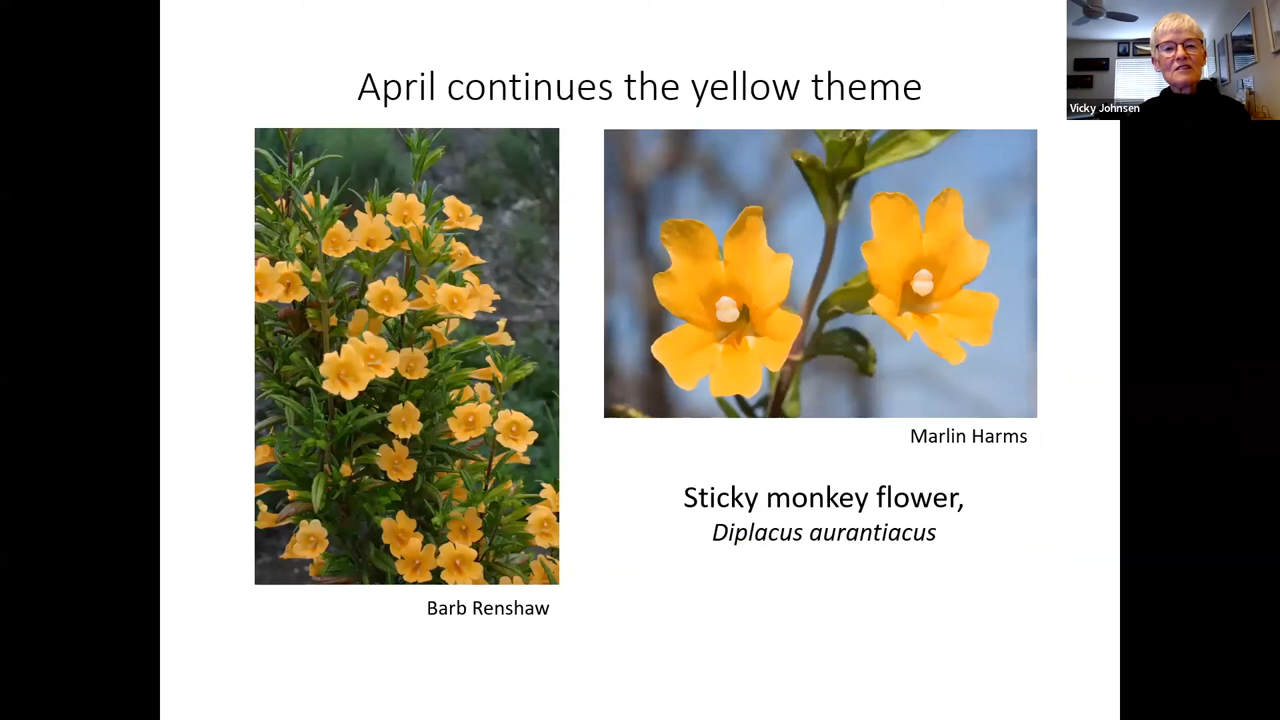 April continues the yellow theme
Vicky Johnsen
Marlin Harms
Sticky monkey flower,
Diplacus aurantiacus
Barb Renshaw